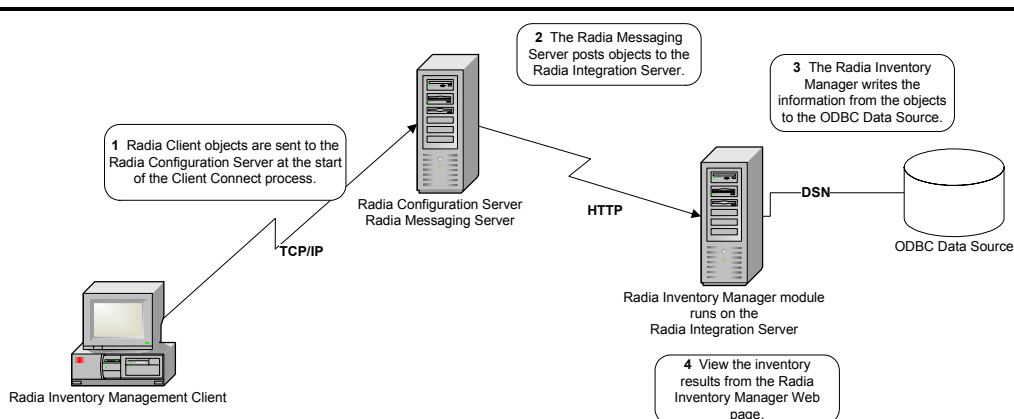 2 The Radia Messaging
Server posts objects to the
Radia Integration Server.
3 The Radia Inventory
Manager writes the
information from the objects
to the ODBC Data Source.
1 Radia Client objects are sent to the
Radia Configuration Server at the start
of the Client Connect process.
Radia Configuration Server
Radia Messaging Server
HTTP
DSN
TCP/IP
ODBC Data Source
Radia Inventory Manager module
runs on the
Radia Integration Server
4 View the inventory
results from the Radia
Inventory Manager Web
page.
Radia Inventory Management Client